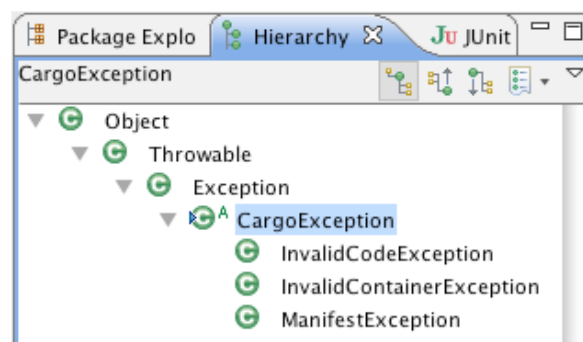 Package Explo Hierarchy JUnit
CargoException
Object
Throwable
Exception
CargoException
InvalidCodeException
InvalidContainerException
ManifestException